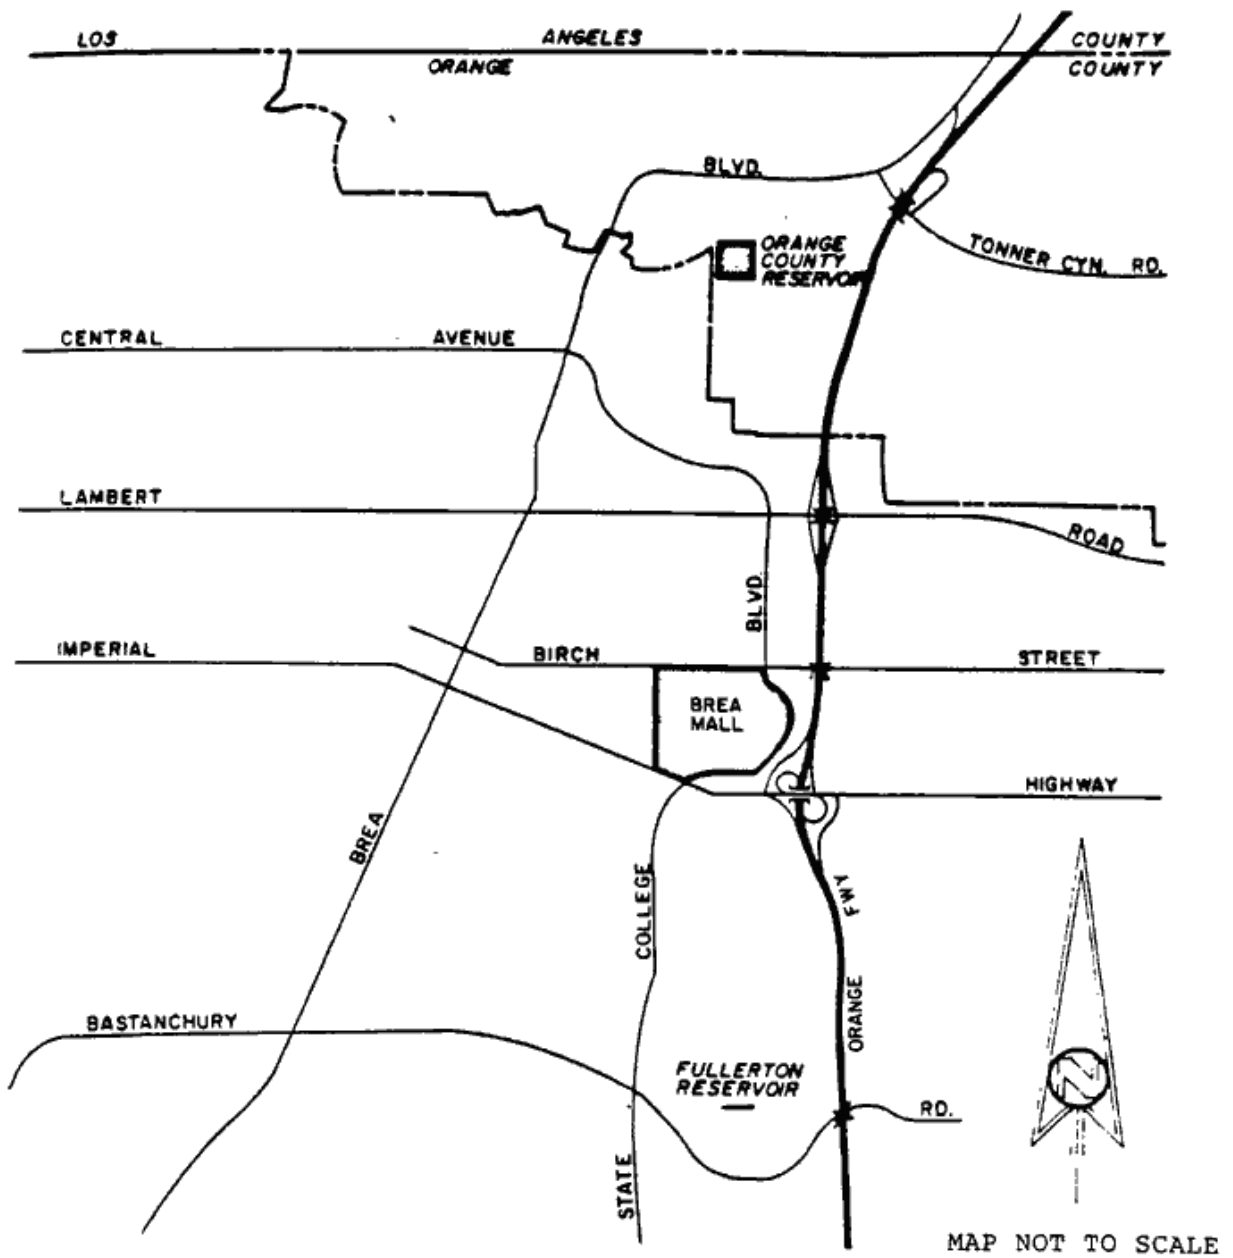 LOS ANGELES COUNTY
ORANGE COUNTY
BLVD.
ORANGE
COUNTY
RESERVOIR
TONNER CYN. RD.
CENTRAL AVENUE
LAMBERT
ROAD
BLVD.
IMPERIAL
BIRCH STREET
BREA
MALL
HIGHWAY
BREA
COLLEGE
FWY
ORANGE
BASTANCHURY
FULLERTON
RESERVOIR
RD.
STATE
N
MAP NOT TO SCALE